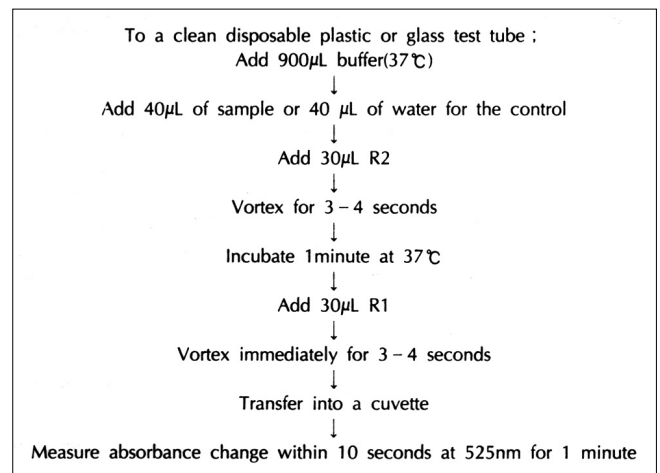 To a clean disposable plastic or glass test tube ;
Add 900μL buffer(37℃)
↓
Add 40μL of sample or 40 μL of water for the control
↓
Add 30μL R2
↓
Vortex for 3 – 4 seconds
↓
Incubate 1minute at 37℃
↓
Add 30μL R1
↓
Vortex immediately for 3 – 4 seconds
↓
Transfer into a cuvette
↓
Measure absorbance change within 10 seconds at 525nm for 1 minute